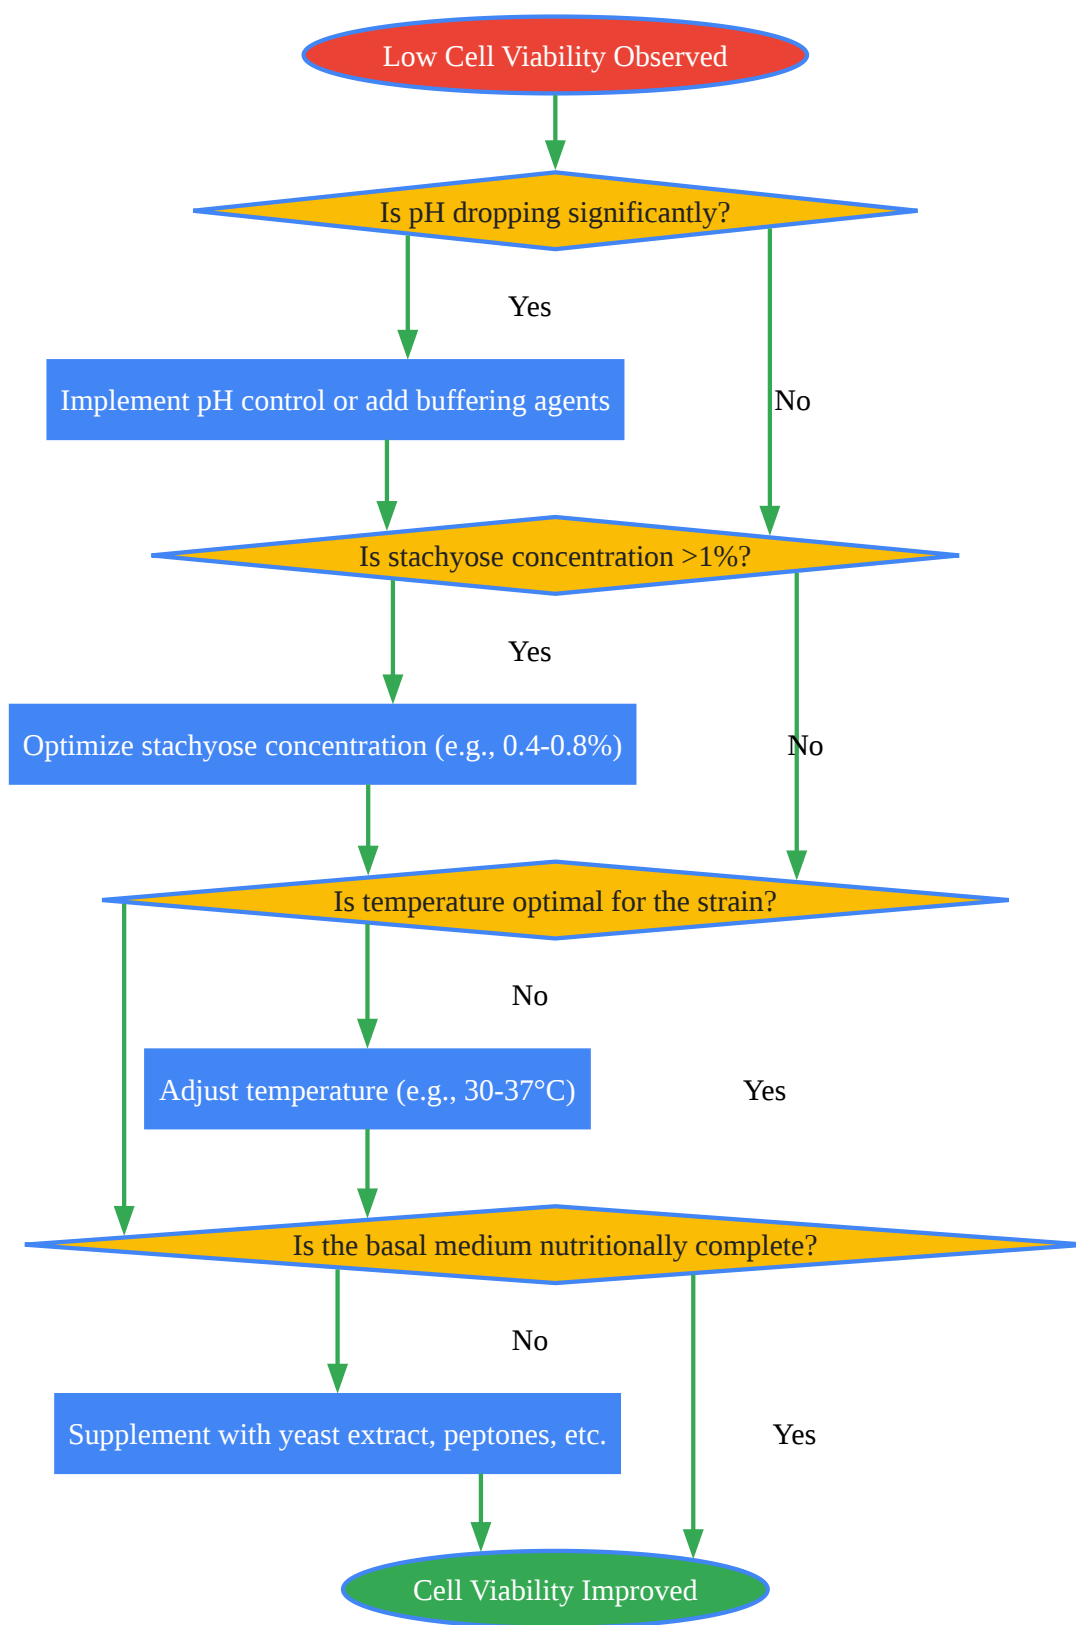 Low Cell Viability Observed
Is pH dropping significantly?
Yes
Implement pH control or add buffering agents
No
Is stachyose concentration >1%?
Yes
Optimize stachyose concentration (e.g., 0.4-0.8%)
No
Is temperature optimal for the strain?
No
Adjust temperature (e.g., 30-37°C)
Yes
Is the basal medium nutritionally complete?
No
Supplement with yeast extract, peptones, etc.
Yes
Cell Viability Improved